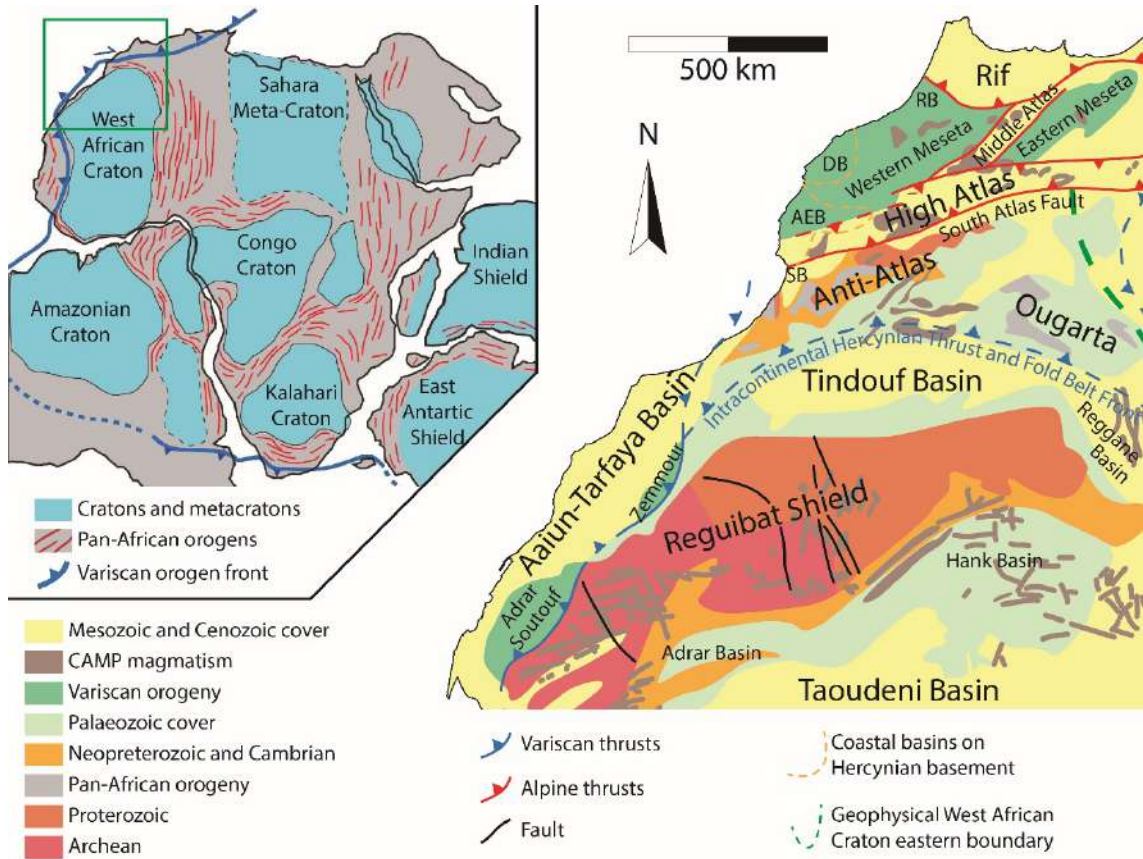 West
African
Craton
Sahara
Meta-Craton
Congo
Craton
Amazonian
Craton
Indian
Shield
Kalahari
Craton
East
Antartic
Shield
Cratons and metacratons
Pan-African orogens
Variscan orogen front
Mesozoic and Cenozoic cover
CAMP magmatism
Variscan orogeny
Palaeozoic cover
Neopreterozoic and Cambrian
Pan-African orogeny
Proterozoic
Archean
500 km
N
Rif
RB
Middle Atlas
Eastern Meseta
DB
Western Meseta
AEB
High Atlas
South Atlas Fault
SB
Anti-Atlas
Ougarta
Intracontinental Hercynian Thrust and Fold Belt Front
Tindouf Basin
Reggane
Basin
Aaiun-Tarfaya Basin
Zemmour
Reguibat Shield
Hank Basin
Adrar
Soutouf
Adrar Basin
Taoudeni Basin
Variscan thrusts
Alpine thrusts
Fault
Coastal basins on
Hercynian basement
Geophysical West African
Craton eastern boundary